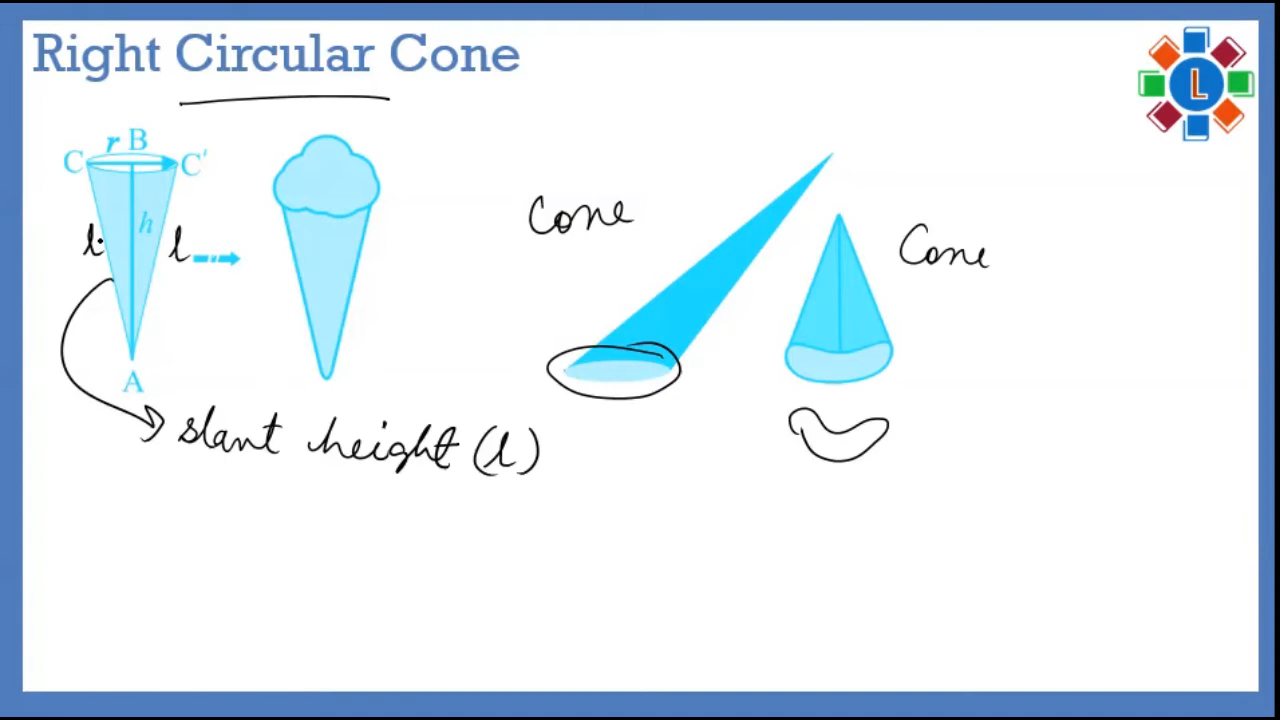 Right Circular Cone
L
r B
C C'
h
l l
A
Cone
Cone
slant height (l)